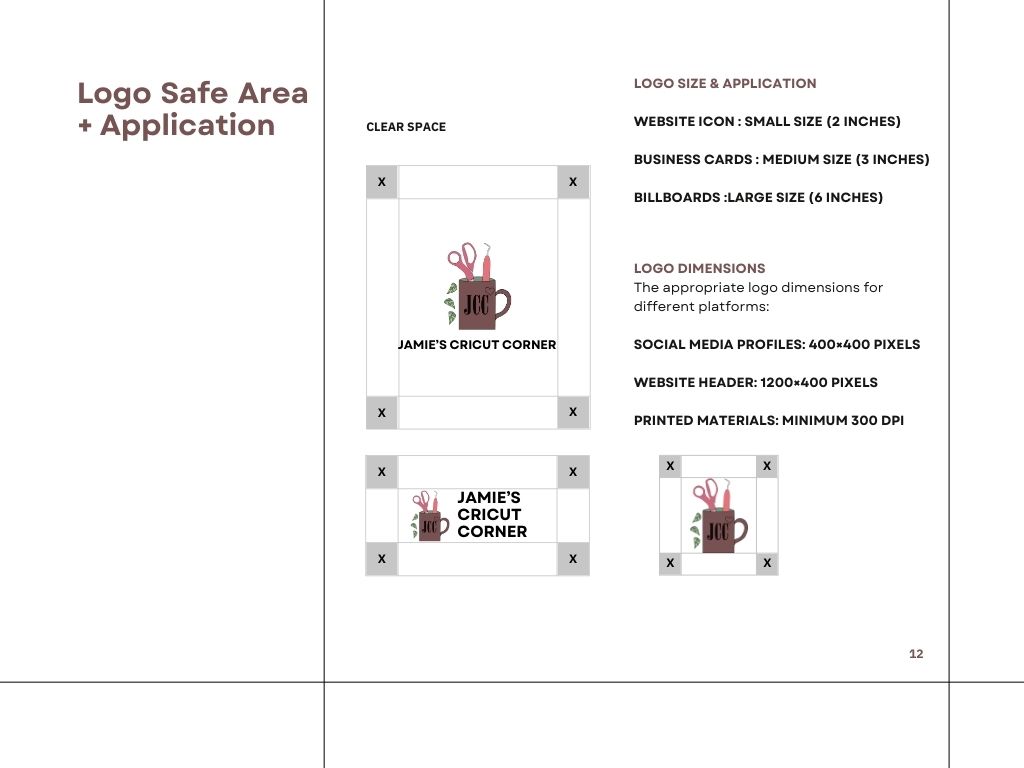 Logo Safe Area
+ Application
CLEAR SPACE
X X
JCC
JAMIE'S CRICUT CORNER
X X
X X
JCC
JAMIE'S
CRICUT
CORNER
X X
LOGO SIZE & APPLICATION
WEBSITE ICON : SMALL SIZE (2 INCHES)
BUSINESS CARDS : MEDIUM SIZE (3 INCHES)
BILLBOARDS :LARGE SIZE (6 INCHES)
LOGO DIMENSIONS
The appropriate logo dimensions for
different platforms:
SOCIAL MEDIA PROFILES: 400×400 PIXELS
WEBSITE HEADER: 1200×400 PIXELS
PRINTED MATERIALS: MINIMUM 300 DPI
X X
JCC
X X
12